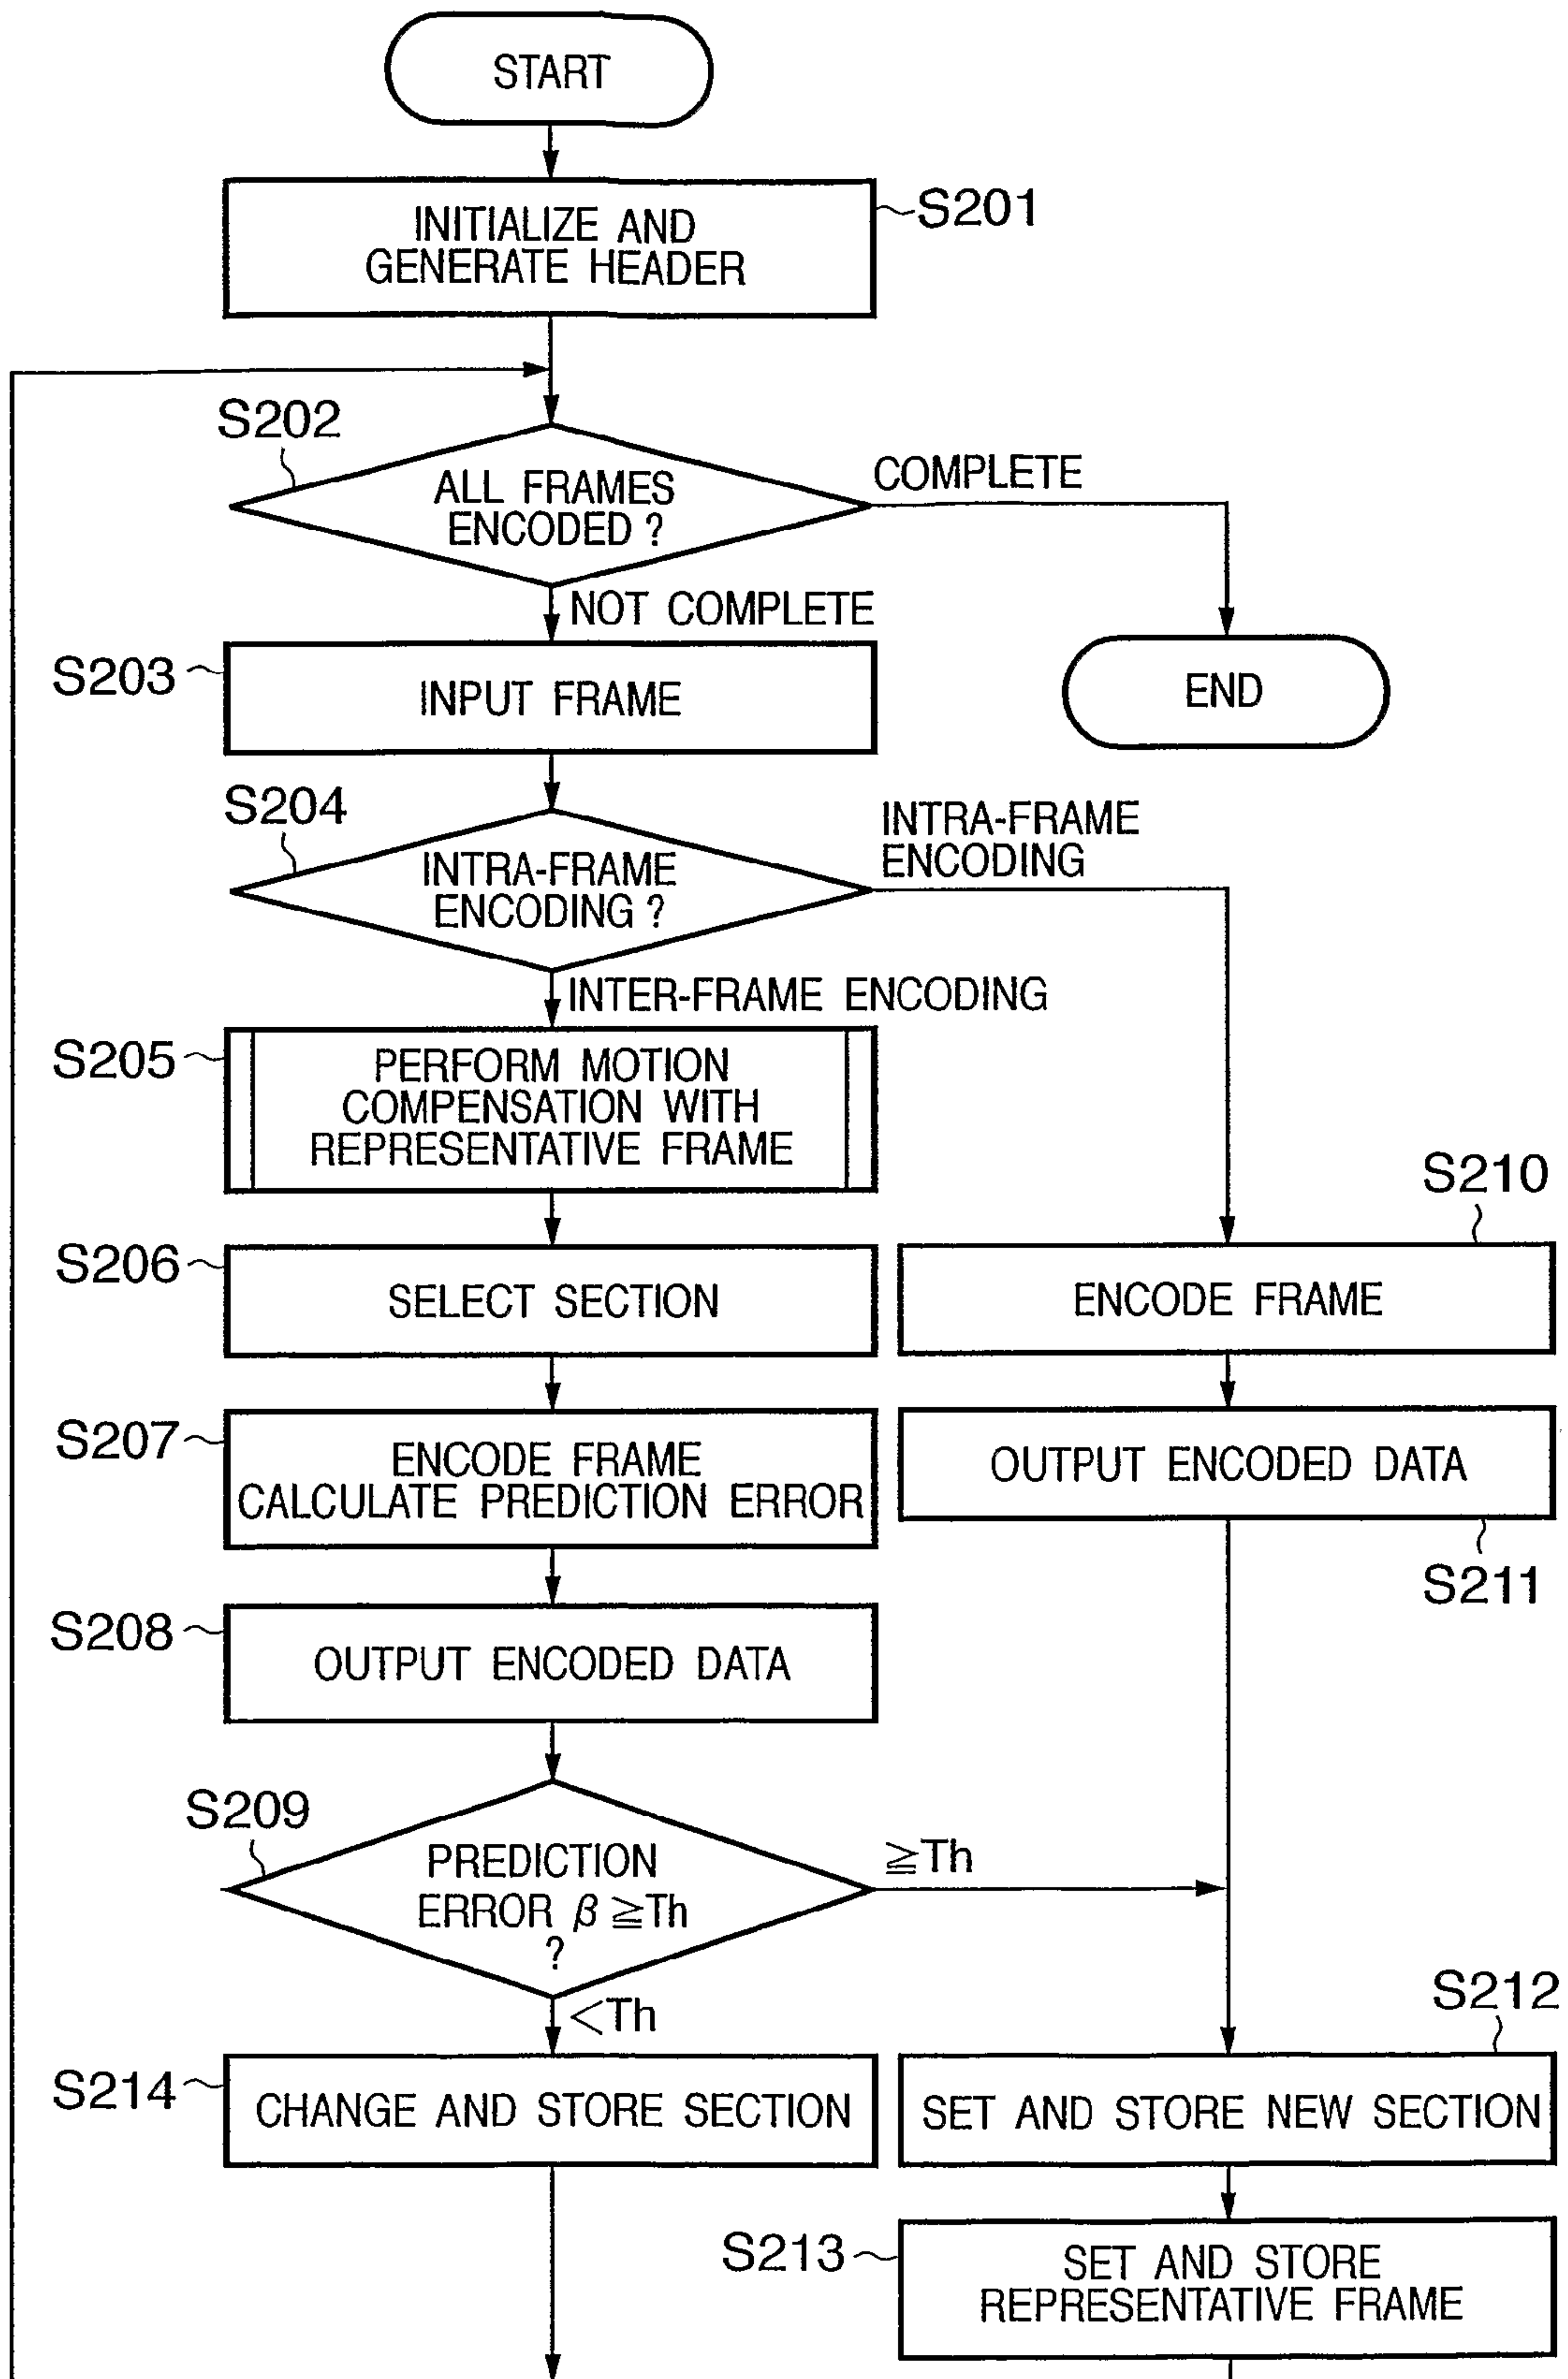 START
INITIALIZE AND
GENERATE HEADER
S201
S202
ALL FRAMES
ENCODED ?
COMPLETE
NOT COMPLETE
S203
INPUT FRAME
END
S204
INTRA-FRAME
ENCODING ?
INTRA-FRAME
ENCODING
INTER-FRAME ENCODING
S205
PERFORM MOTION
COMPENSATION WITH
REPRESENTATIVE FRAME
S206
SELECT SECTION
S210
ENCODE FRAME
S207
ENCODE FRAME
CALCULATE PREDICTION ERROR
OUTPUT ENCODED DATA
S211
S208
OUTPUT ENCODED DATA
S209
PREDICTION
ERROR β ≧Th
?
≧Th
<Th
S212
S214
CHANGE AND STORE SECTION
SET AND STORE NEW SECTION
S213
SET AND STORE
REPRESENTATIVE FRAME